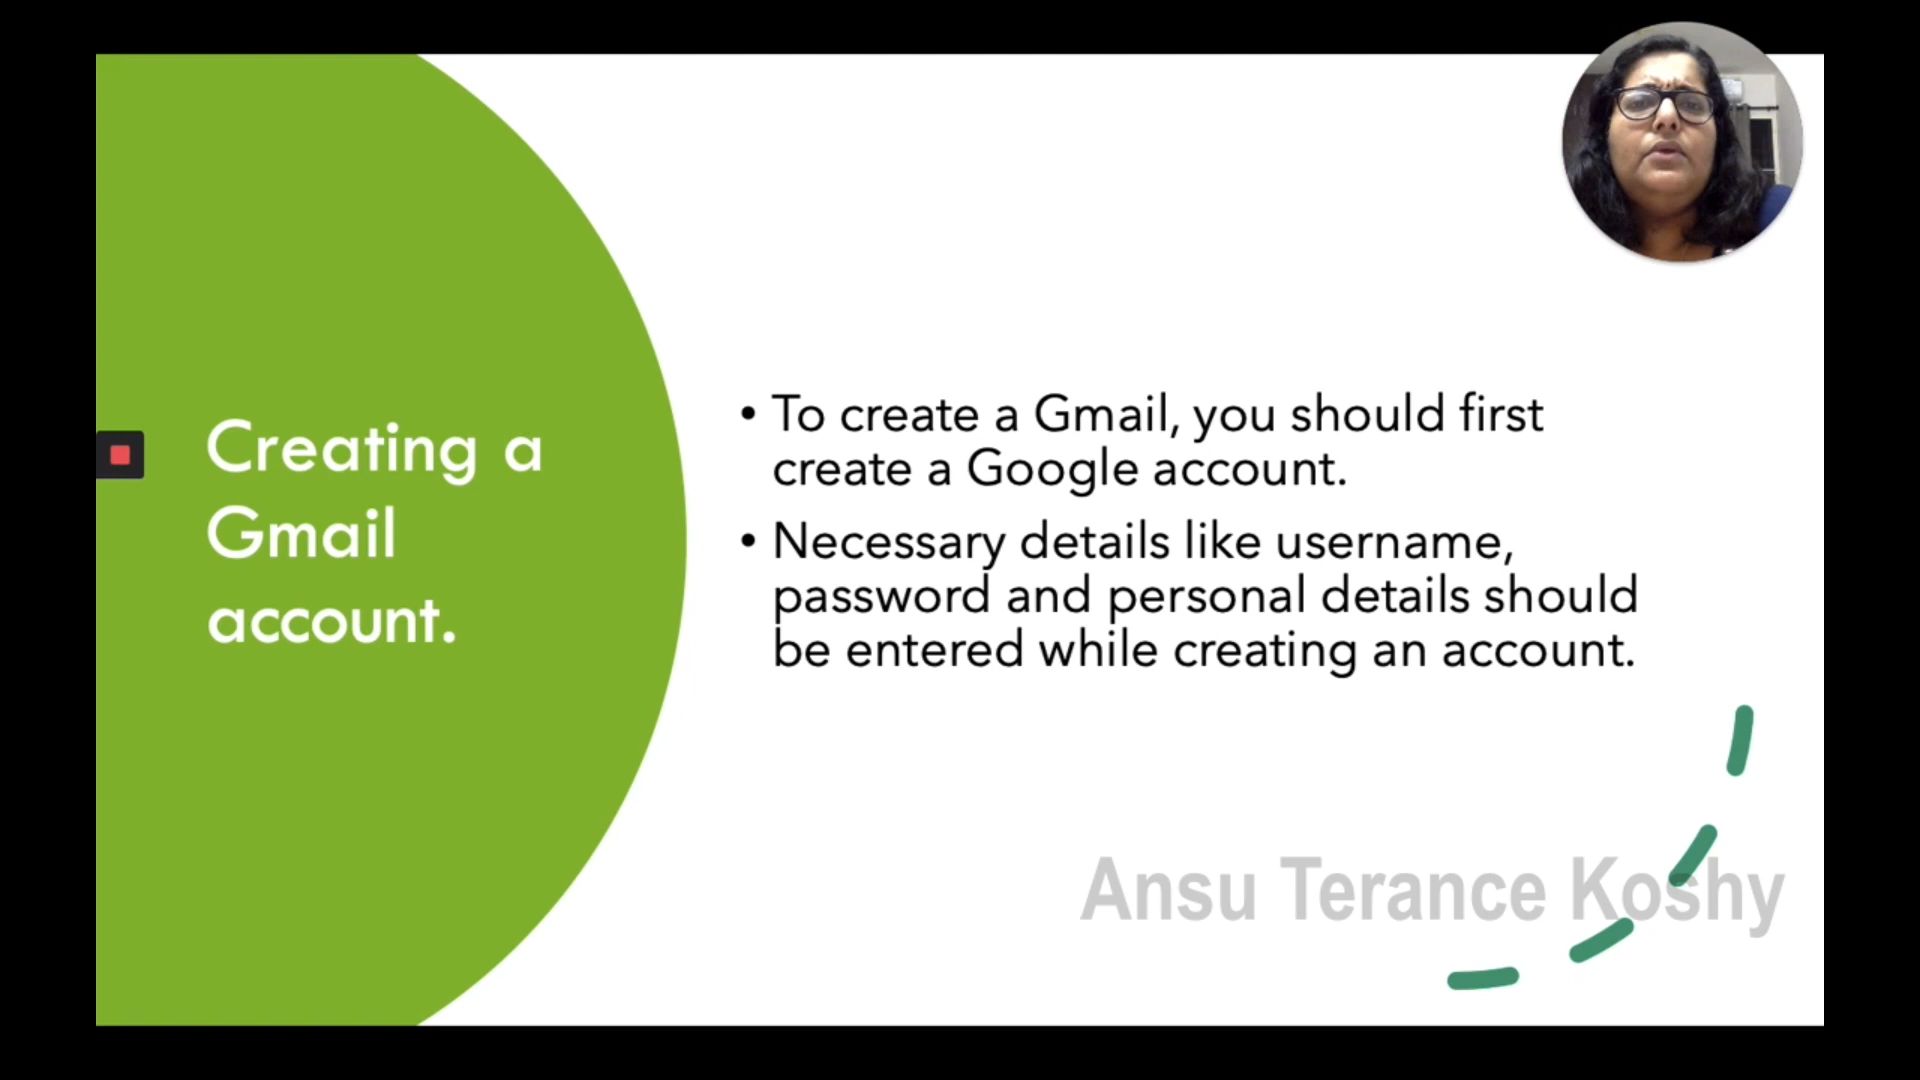 Creating a
Gmail
account.
• To create a Gmail, you should first
create a Google account.
• Necessary details like username,
password and personal details should
be entered while creating an account.
Ansu Terance Koshy